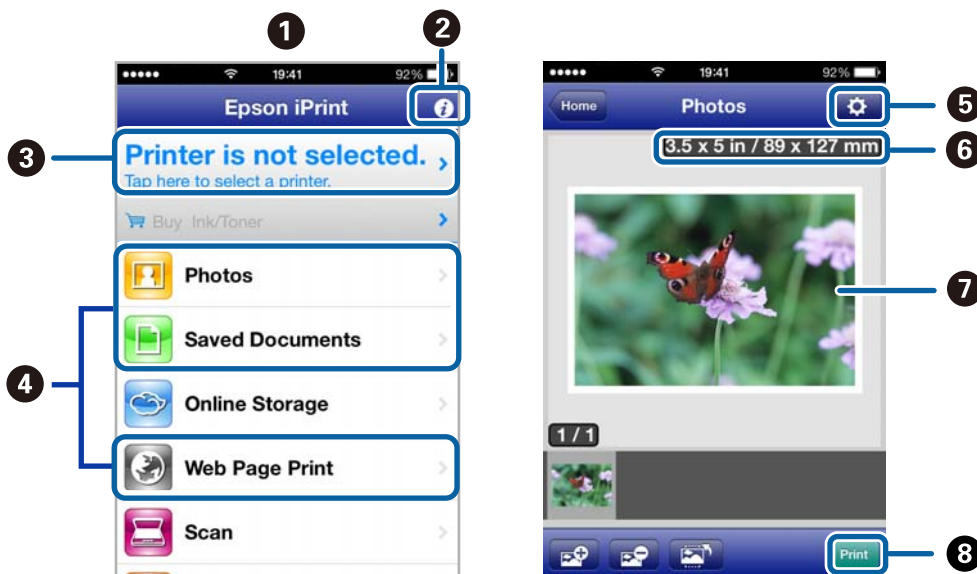 1
2
19:41 92%
Epson iPrint
3
Printer is not selected.
Tap here to select a printer.
Buy Ink/Toner
Photos
Saved Documents
4
Online Storage
Web Page Print
Scan
19:41 92%
Home Photos
5
3.5 x 5 in / 89 x 127 mm
6
7
1 / 1
Print
8